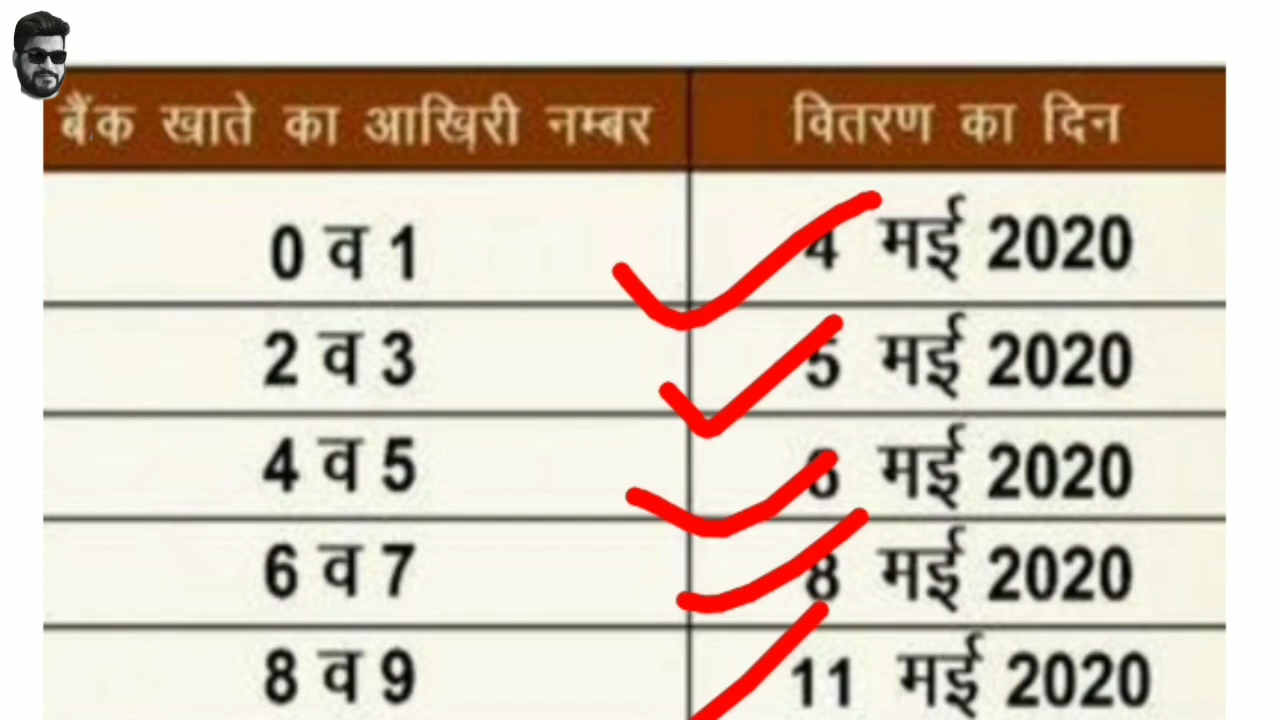 बैंक खाते का आखि़री नम्बर वितरण का दिन
0 व 1 4 मई 2020
2 व 3 5 मई 2020
4 व 5 6 मई 2020
6 व 7 8 मई 2020
8 व 9 11 मई 2020